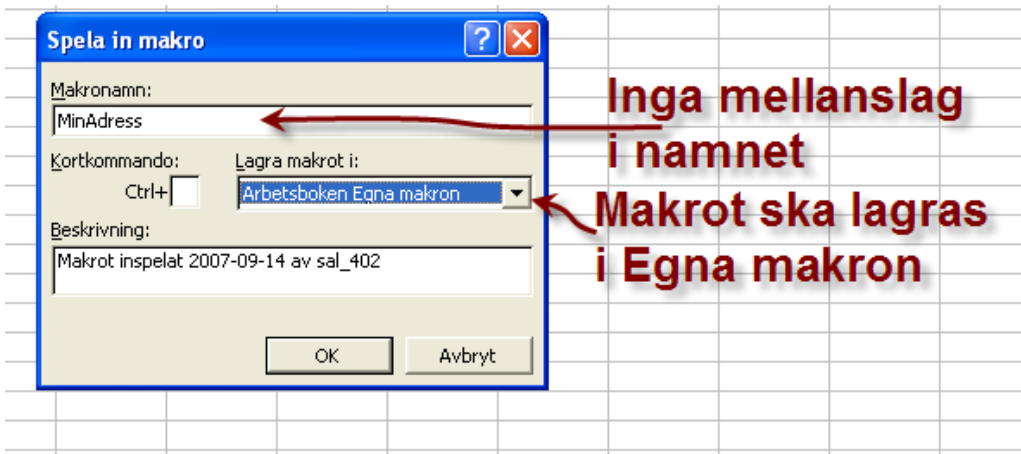 Spela in makro
Makronamn:
MinAdress
Kortkommando:
Lagra makrot i:
Ctrl+
Arbetsboken Egna makron
Beskrivning:
Makrot inspelat 2007-09-14 av sal_402
OK
Avbryt
Inga mellanslag
i namnet
Makrot ska lagras
i Egna makron